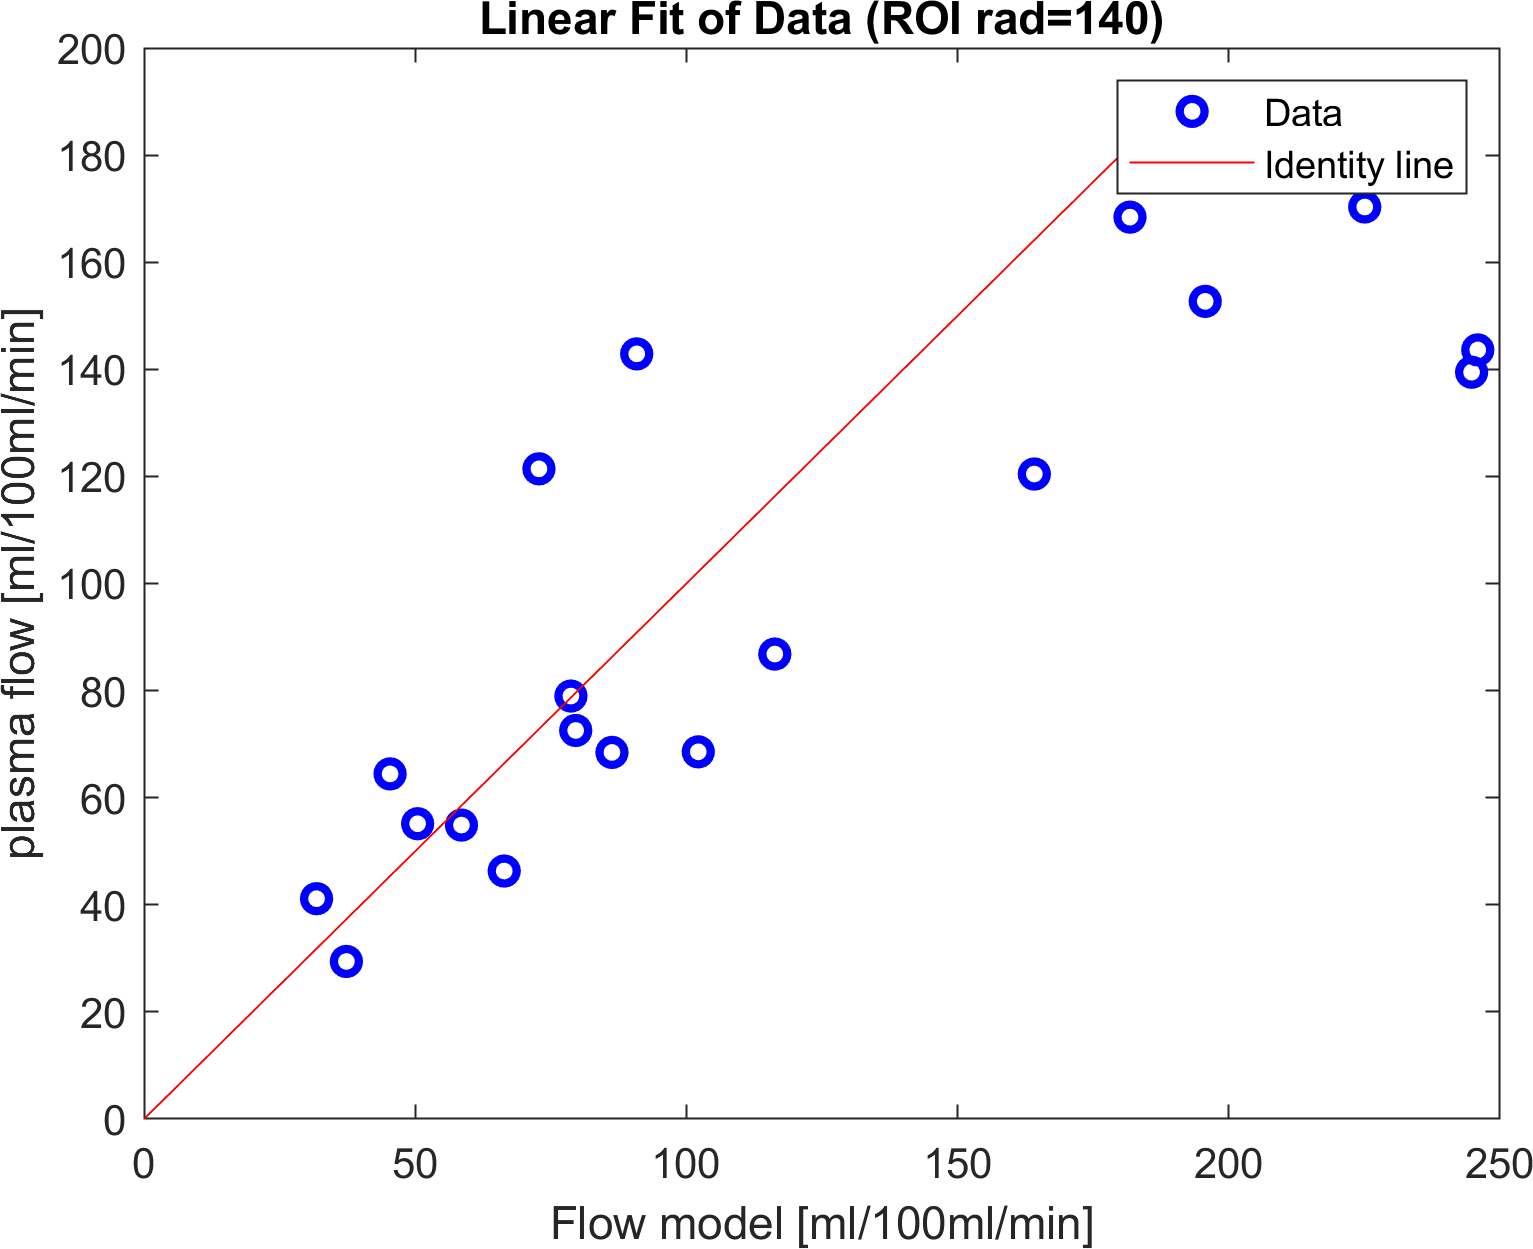 Linear Fit of Data (ROI rad=140)
200
180
160
140
120
100
80
60
40
20
0
plasma flow [ml/100ml/min]
Data
Identity line
0 50 100 150 200 250
Flow model [ml/100ml/min]